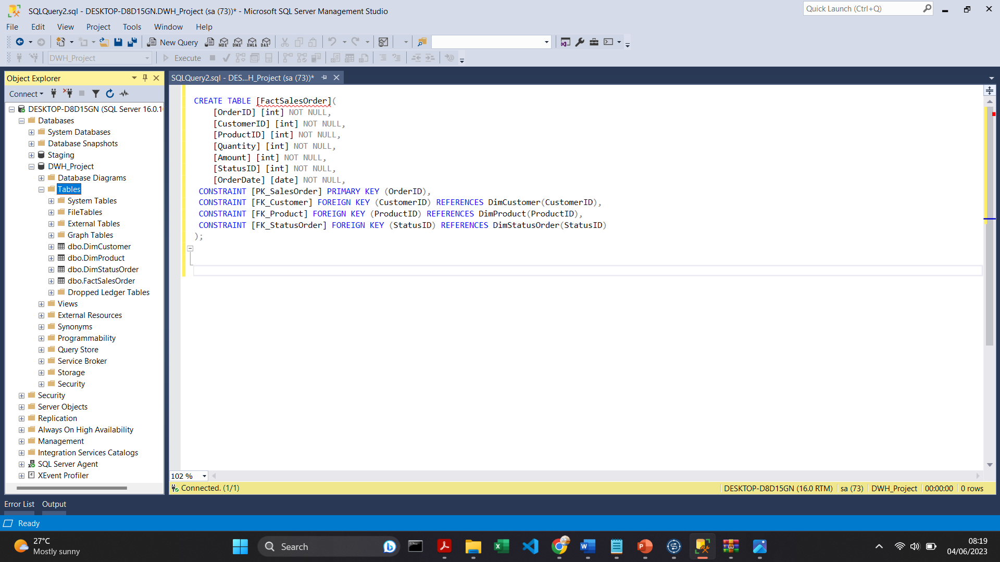 SQLQuery2.sql - DESKTOP-D8D15GN.DWH_Project (sa (73))* - Microsoft SQL Server Management Studio
Quick Launch (Ctrl+Q)
File Edit View Project Tools Window Help
New Query MDX DMX XMLA DAX
DWH_Project Execute
Object Explorer
Connect
DESKTOP-D8D15GN (SQL Server 16.0.1
Databases
System Databases
Database Snapshots
Staging
DWH_Project
Database Diagrams
Tables
System Tables
FileTables
External Tables
Graph Tables
dbo.DimCustomer
dbo.DimProduct
dbo.DimStatusOrder
dbo.FactSalesOrder
Dropped Ledger Tables
Views
External Resources
Synonyms
Programmability
Query Store
Service Broker
Storage
Security
Security
Server Objects
Replication
Always On High Availability
Management
Integration Services Catalogs
SQL Server Agent
XEvent Profiler
SQLQuery2.sql - DES...H_Project (sa (73))*
CREATE TABLE [FactSalesOrder](
[OrderID] [int] NOT NULL,
[CustomerID] [int] NOT NULL,
[ProductID] [int] NOT NULL,
[Quantity] [int] NOT NULL,
[Amount] [int] NOT NULL,
[StatusID] [int] NOT NULL,
[OrderDate] [date] NOT NULL,
CONSTRAINT [PK_SalesOrder] PRIMARY KEY (OrderID),
CONSTRAINT [FK_Customer] FOREIGN KEY (CustomerID) REFERENCES DimCustomer(CustomerID),
CONSTRAINT [FK_Product] FOREIGN KEY (ProductID) REFERENCES DimProduct(ProductID),
CONSTRAINT [FK_StatusOrder] FOREIGN KEY (StatusID) REFERENCES DimStatusOrder(StatusID)
);
102 %
Connected. (1/1)
DESKTOP-D8D15GN (16.0 RTM) sa (73) DWH_Project 00:00:00 0 rows
Error List Output
Ready
27°C
Mostly sunny
Search
08:19
04/06/2023